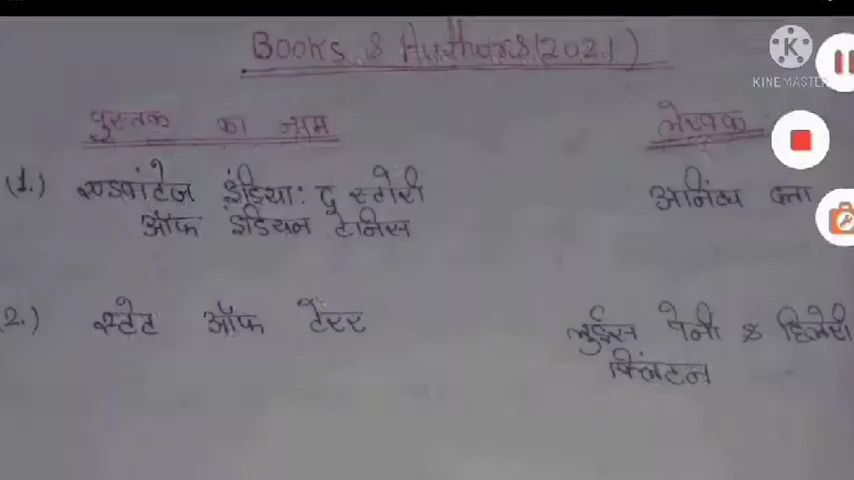 Books & Authors (2021)
KINEMASTER
पुस्तक का नाम
लेखक
(1.) एडवांटेज इंडिया: द स्टोरी
ऑफ इंडियन टेनिस
अनिंद्य दत्ता
2.) स्टेट ऑफ टेरर
लुईस पेनी & हिलेरी
क्लिंटन